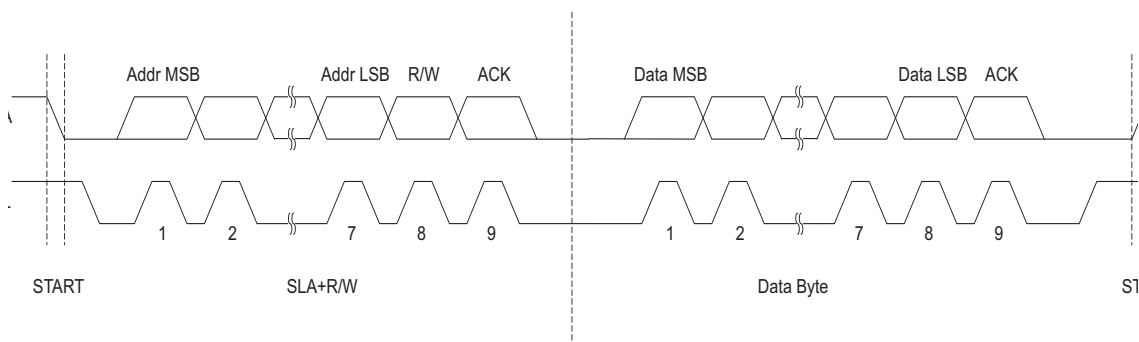 Addr MSB Addr LSB R/W ACK Data MSB Data LSB ACK
1 2 7 8 9 1 2 7 8 9
START SLA+R/W Data Byte ST